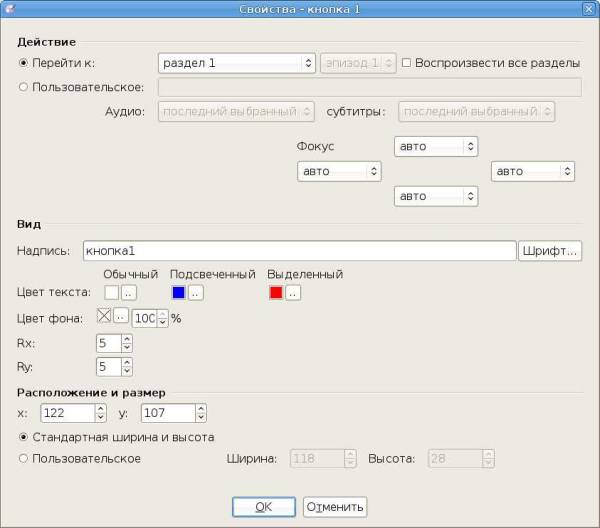 Свойства - кнопка 1
Действие
Перейти к: раздел 1 эпизод 1 Воспроизвести все разделы
Пользовательское:
Аудио: последний выбранный субтитры: последний выбранный
Фокус авто
авто авто
авто
Вид
Надпись: кнопка1 Шрифт...
Обычный Подсвеченный Выделенный
Цвет текста: .. .. ..
Цвет фона: .. 100 %
Rx: 5
Ry: 5
Расположение и размер
x: 122 y: 107
Стандартная ширина и высота
Пользовательское Ширина: 118 Высота: 28
OK Отменить